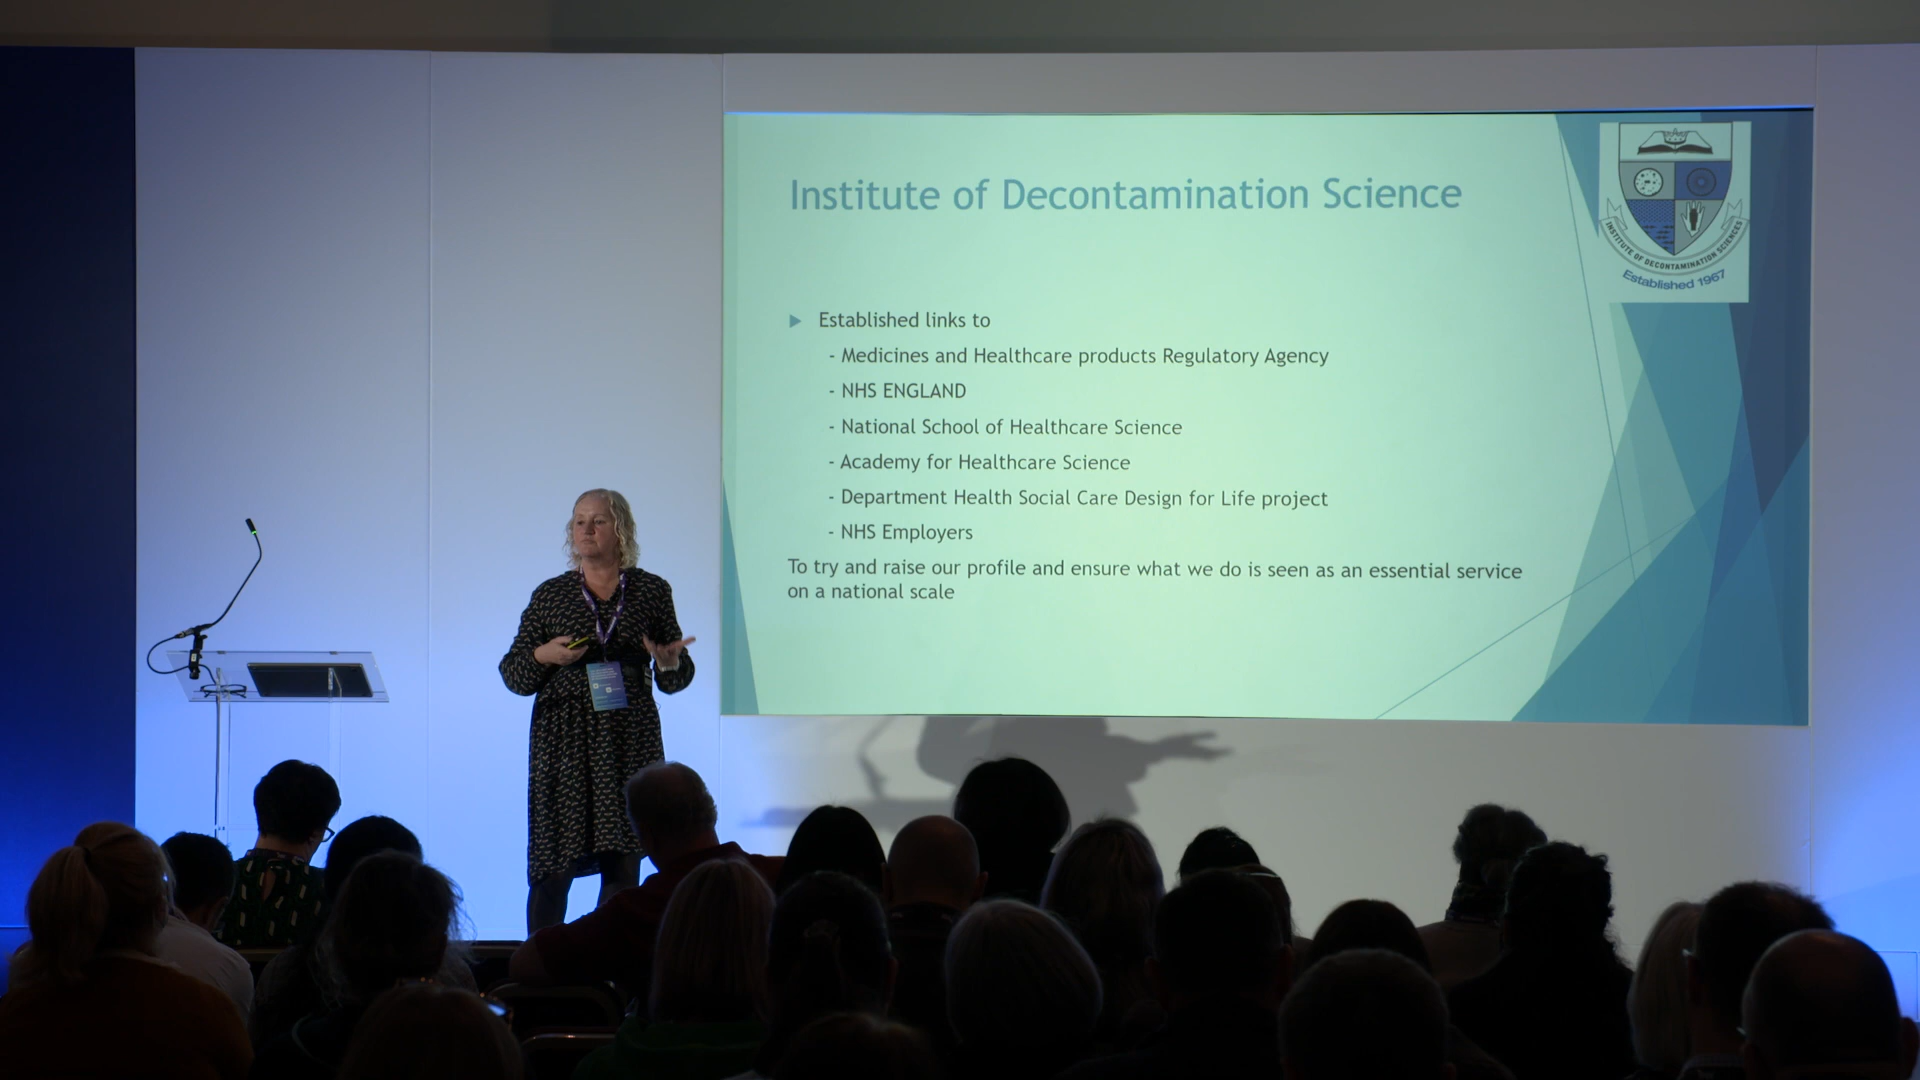 Institute of Decontamination Science
INSTITUTE OF DECONTAMINATION SCIENCES
Established 1967
Established links to
- Medicines and Healthcare products Regulatory Agency
- NHS ENGLAND
- National School of Healthcare Science
- Academy for Healthcare Science
- Department Health Social Care Design for Life project
- NHS Employers
To try and raise our profile and ensure what we do is seen as an essential service
on a national scale